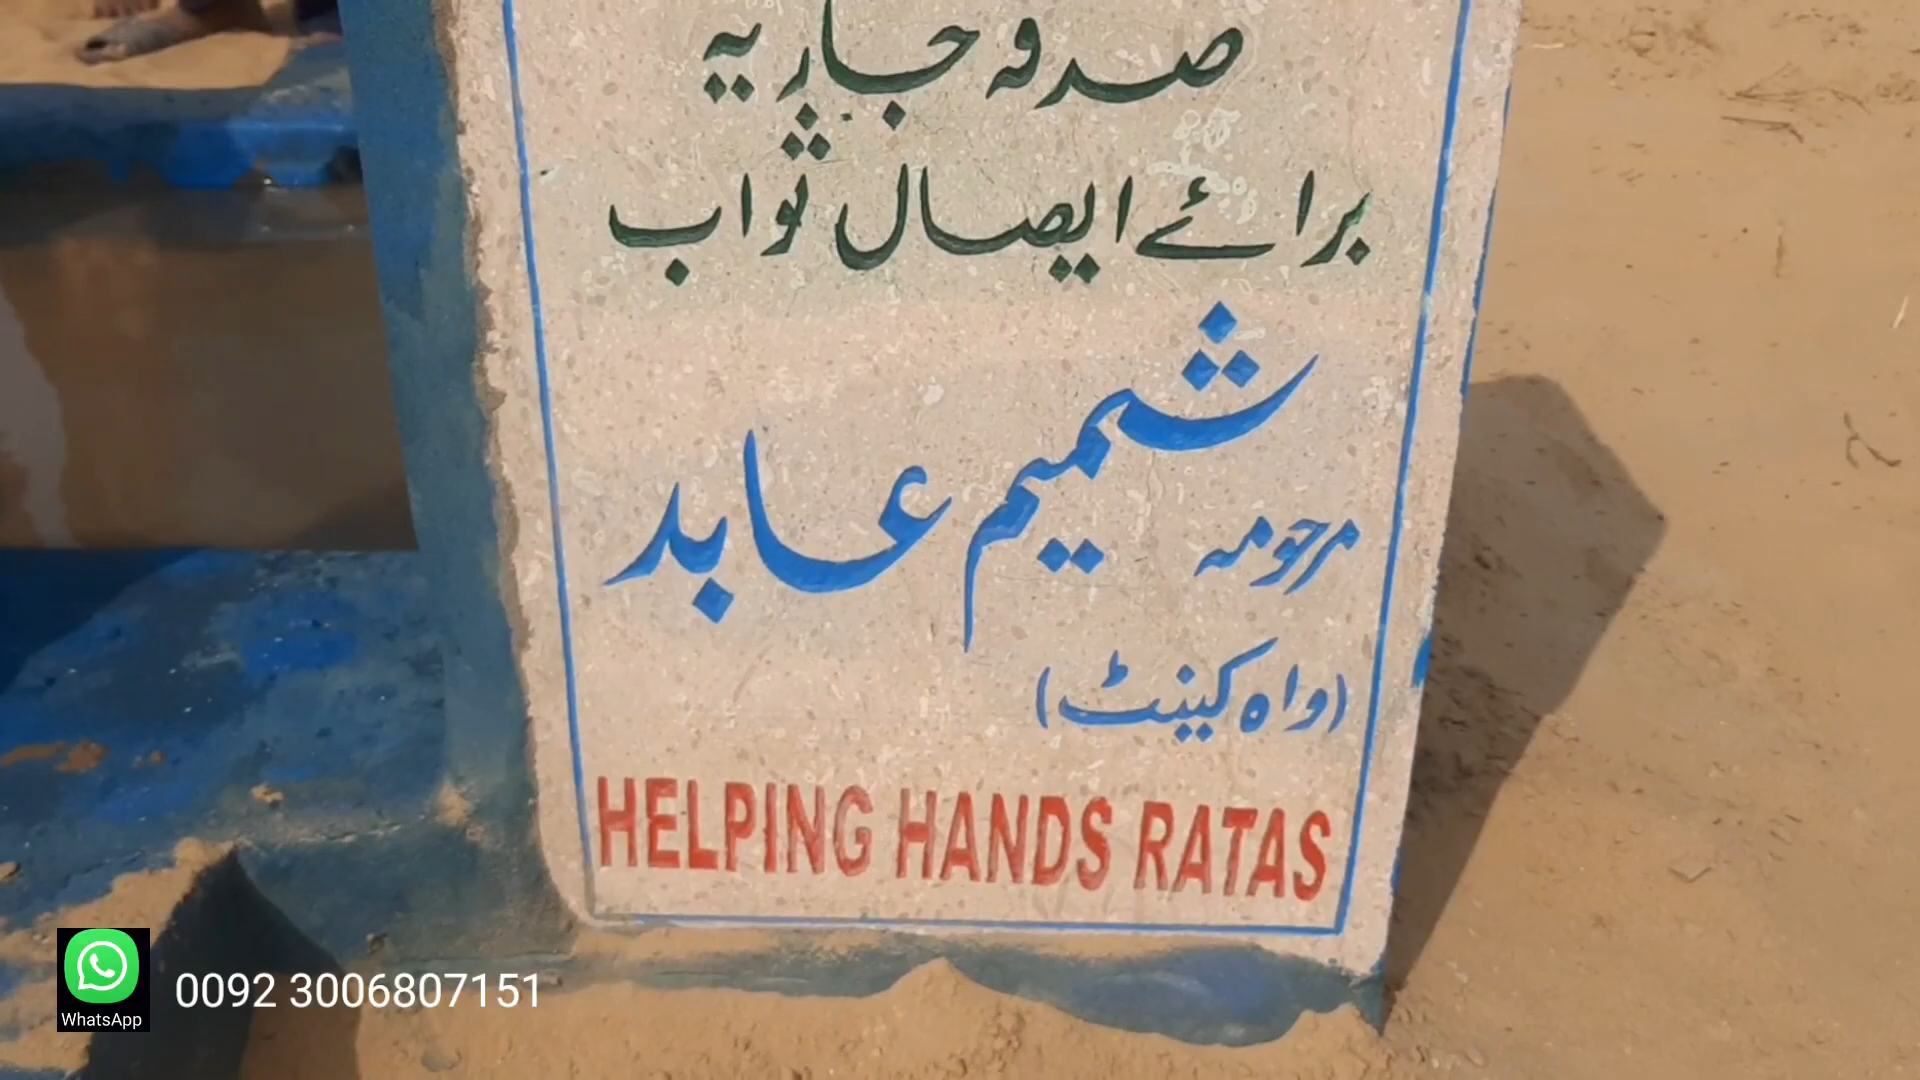 صدقہ جاریہ
برائے ایصال ثواب
مرحومہ شمیم عابد
(واہ کینٹ)
HELPING HANDS RATAS
WhatsApp
0092 3006807151